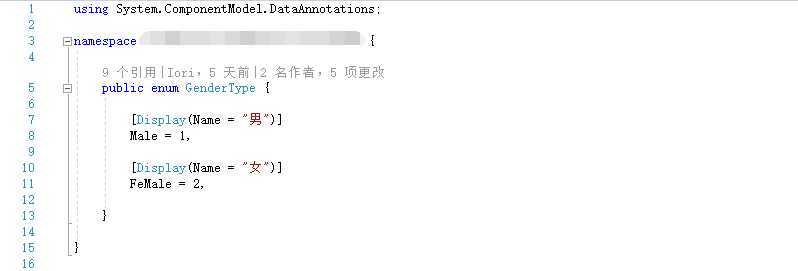 1 using System.ComponentModel.DataAnnotations;
2
3 namespace {
4
9 个引用|Iori，5 天前|2 名作者，5 项更改
5 public enum GenderType {
6
7 [Display(Name = "男")]
8 Male = 1,
9
10 [Display(Name = "女")]
11 FeMale = 2,
12
13 }
14
15 }
16